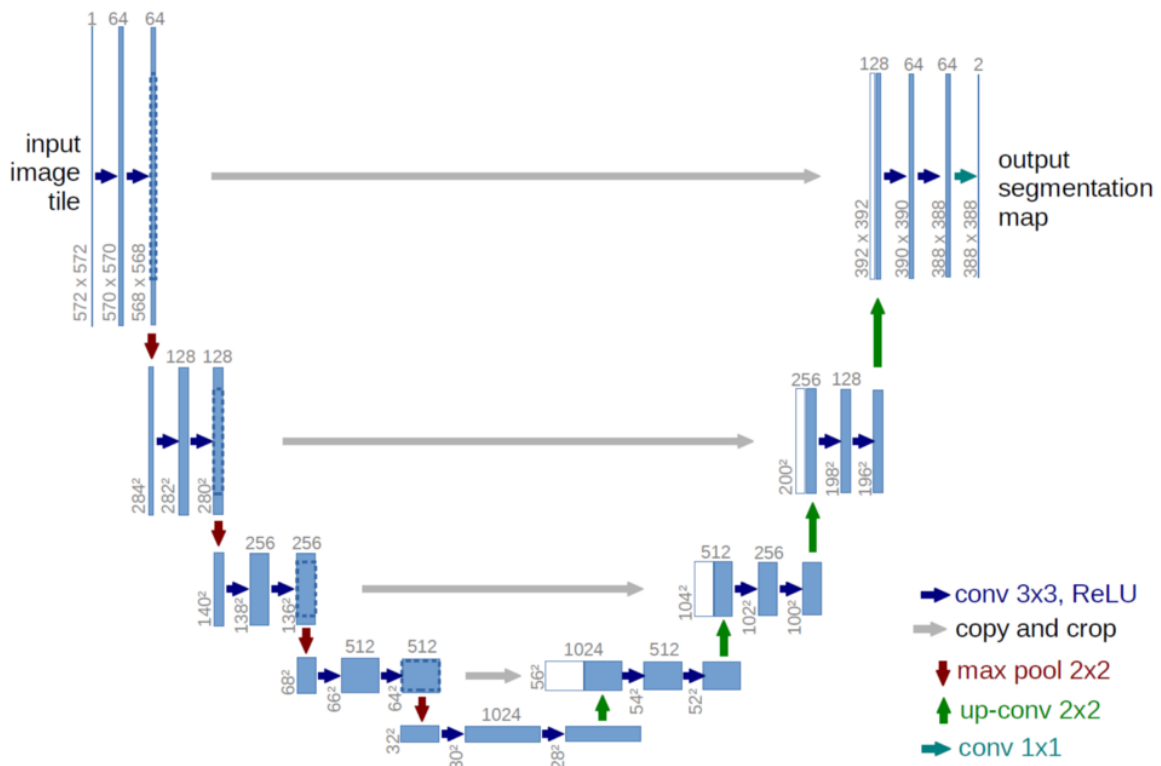 1 64 64
input
image
tile
572 x 572
570 x 570
568 x 568
128 64 64 2
output
segmentation
map
392 x 392
390 x 390
388 x 388
388 x 388
128 128
284²
282²
280²
256 128
200²
198²
196²
256 256
140²
138²
136²
512 256
104²
102²
100²
512 512
68²
66²
64²
1024 512
56²
54²
52²
1024
32²
30²
28²
conv 3x3, ReLU
copy and crop
max pool 2x2
up-conv 2x2
conv 1x1